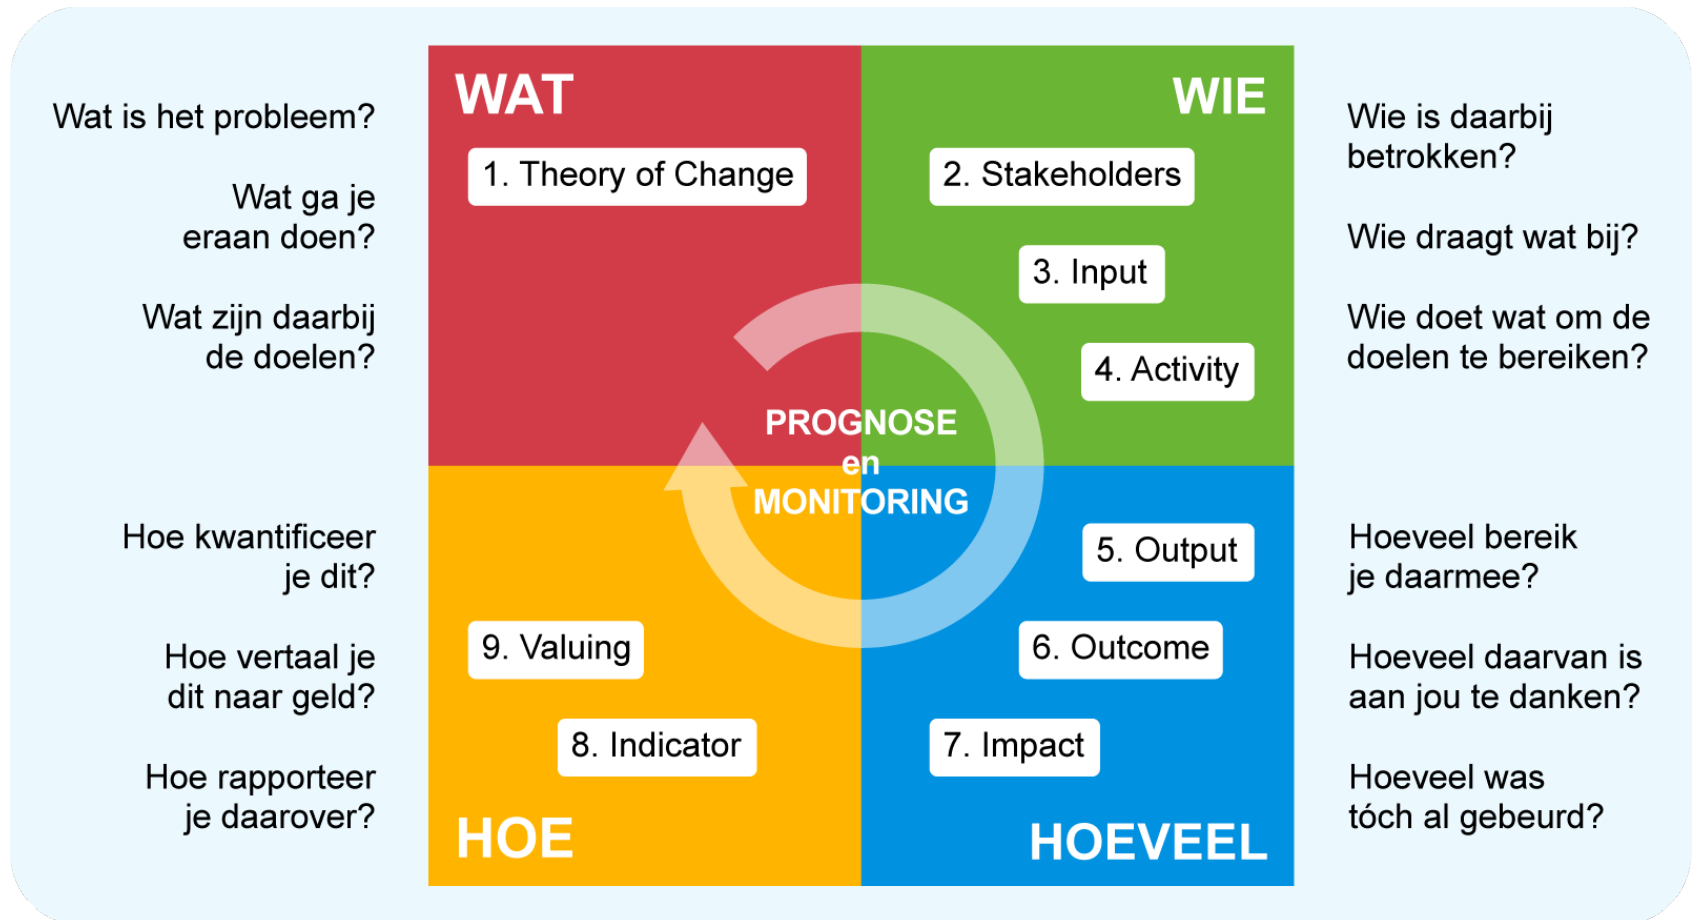 WAT
Wat is het probleem?
Wat ga je
eraan doen?
Wat zijn daarbij
de doelen?
1. Theory of Change
WIE
2. Stakeholders
3. Input
4. Activity
Wie is daarbij
betrokken?
Wie draagt wat bij?
Wie doet wat om de
doelen te bereiken?
PROGNOSE
en
MONITORING
Hoe kwantificeer
je dit?
Hoe vertaal je
dit naar geld?
Hoe rapporteer
je daarover?
9. Valuing
8. Indicator
HOE
5. Output
6. Outcome
7. Impact
HOEVEEL
Hoeveel bereik
je daarmee?
Hoeveel daarvan is
aan jou te danken?
Hoeveel was
tóch al gebeurd?